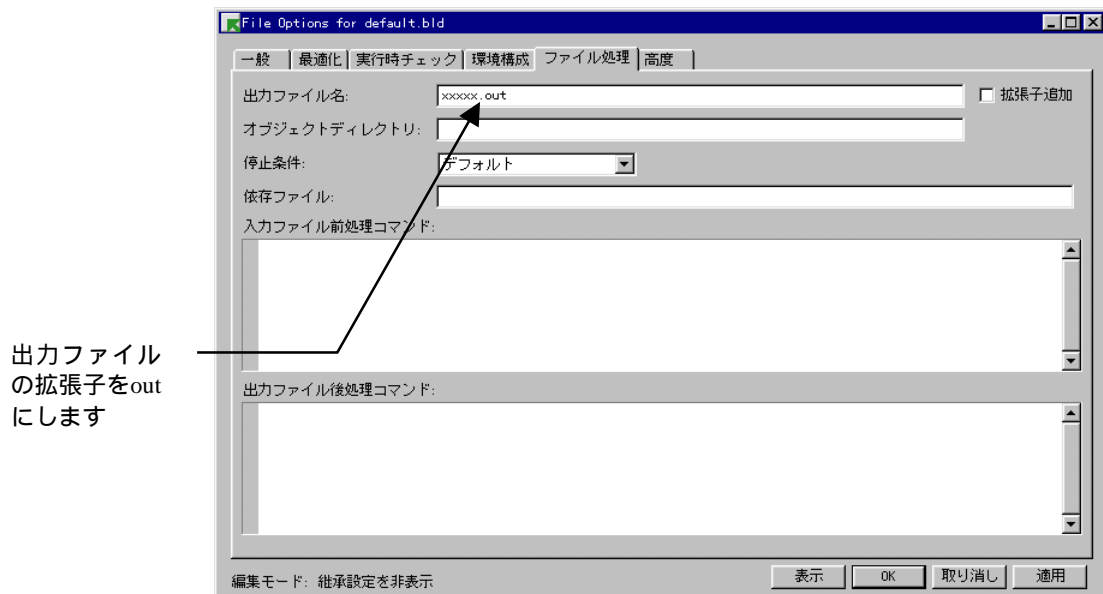 File Options for default.bld
一般 最適化 実行時チェック 環境構成 ファイル処理 高度
出力ファイル名: xxxxx.out 拡張子追加
オブジェクトディレクトリ:
停止条件: デフォルト
依存ファイル:
入力ファイル前処理コマンド:
出力ファイル
の拡張子をout
にします
出力ファイル後処理コマンド:
編集モード: 継承設定を非表示 表示 OK 取り消し 適用